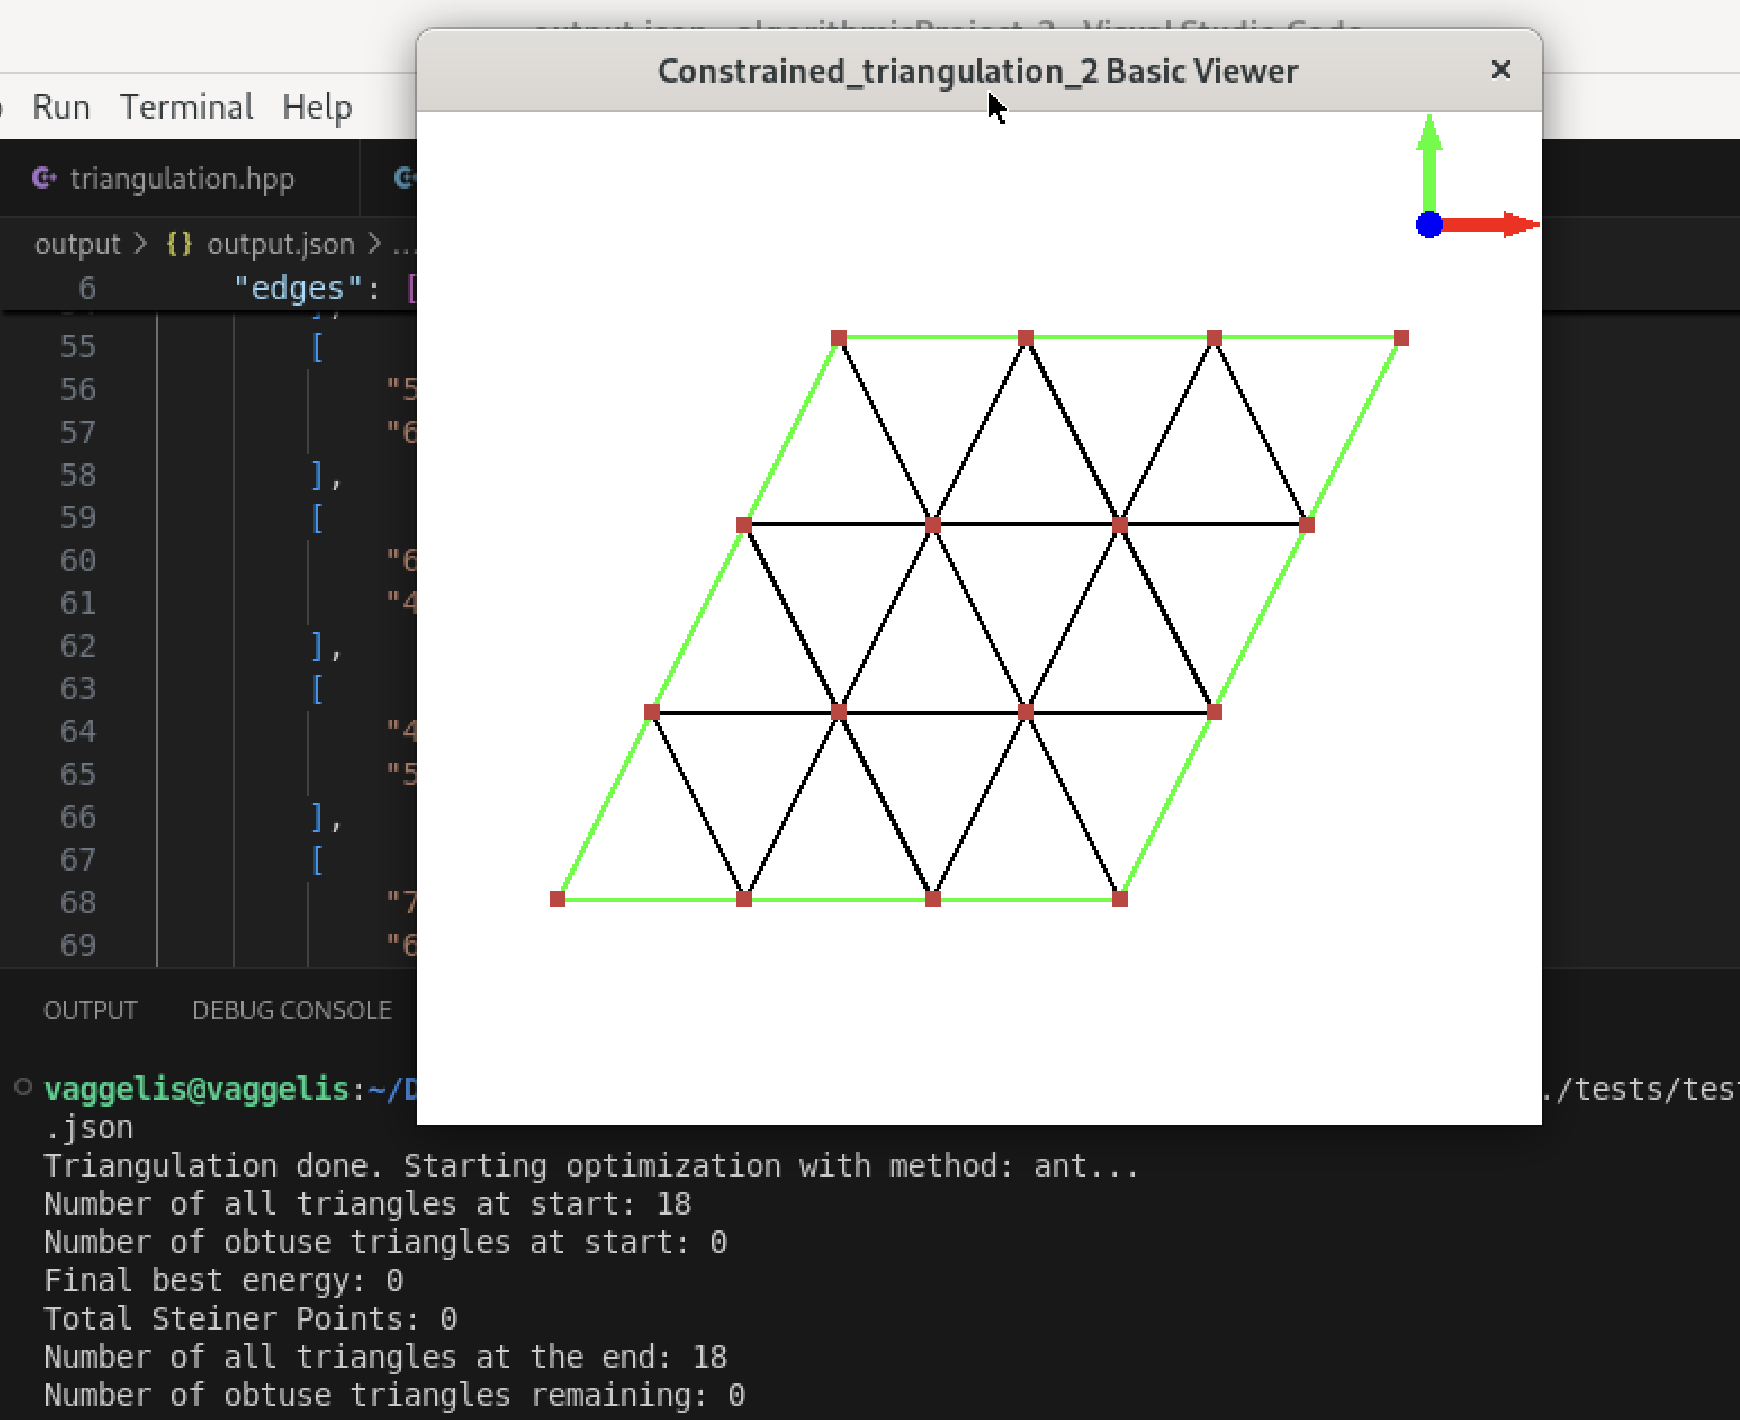 Constrained_triangulation_2 Basic Viewer
Run Terminal Help
triangulation.hpp
output > {} output.json > ...
6 "edges": [
55 [
56 "5
57 "6
58 ],
59 [
60 "6
61 "4
62 ],
63 [
64 "4
65 "5
66 ],
67 [
68 "7
69 "6
OUTPUT DEBUG CONSOLE
vaggelis@vaggelis:~/D ./tests/tes
.json
Triangulation done. Starting optimization with method: ant...
Number of all triangles at start: 18
Number of obtuse triangles at start: 0
Final best energy: 0
Total Steiner Points: 0
Number of all triangles at the end: 18
Number of obtuse triangles remaining: 0